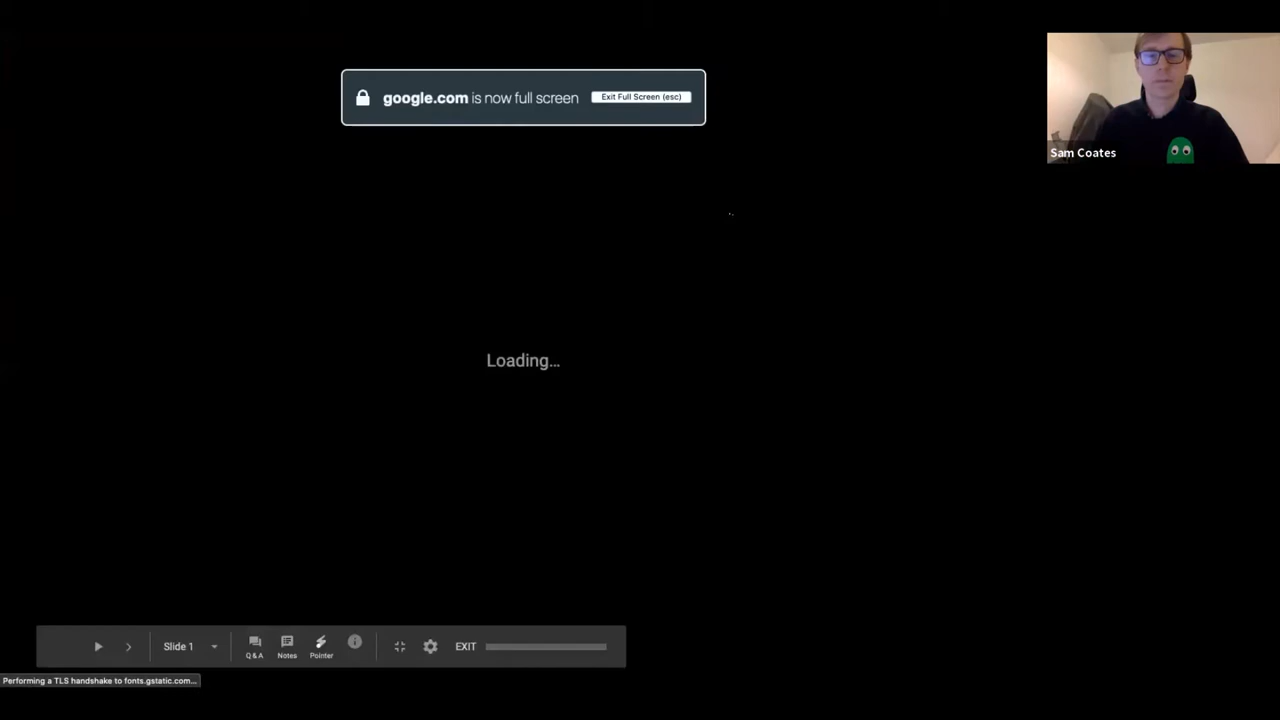 google.com is now full screen Exit Full Screen (esc)
Sam Coates
Loading...
Slide 1 Q & A Notes Pointer EXIT
Performing a TLS handshake to fonts.gstatic.com...